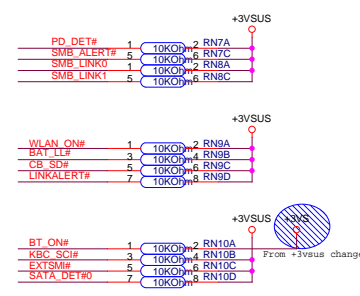 +3VSUS
PD_DET# 1 10KOhm 2 RN7A
SMB_ALERT# 5 10KOhm 6 RN7C
SMB_LINK0 1 10KOhm 2 RN8A
SMB_LINK1 5 10KOhm 6 RN8C
+3VSUS
WLAN_ON# 1 10KOhm 2 RN9A
BAT_LL# 3 10KOhm 4 RN9B
CB_SD# 5 10KOhm 6 RN9C
LINKALERT# 7 10KOhm 8 RN9D
+3VSUS +3VS
BT_ON# 1 10KOhm 2 RN10A
KBC_SCI# 3 10KOhm 4 RN10B
From +3vsus change
EXTSMI# 5 10KOhm 6 RN10C
SATA_DET#0 7 10KOhm 8 RN10D